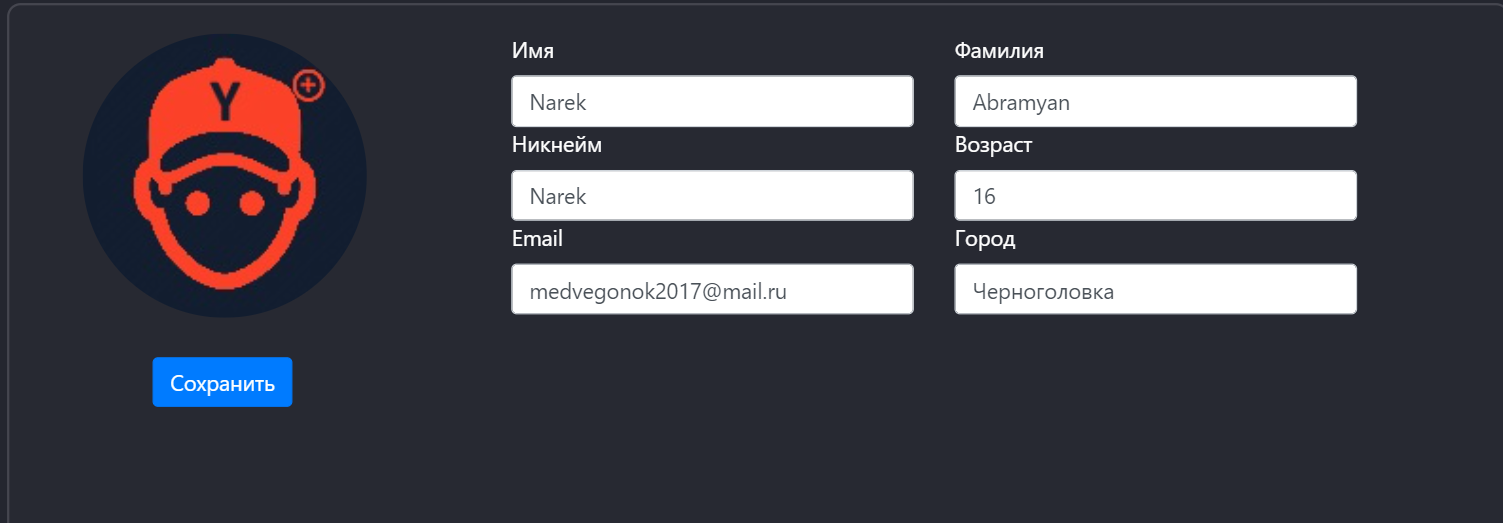 Y
Имя Фамилия
Narek Abramyan
Никнейм Возраст
Narek 16
Email Город
medvegonok2017@mail.ru Черноголовка
Сохранить